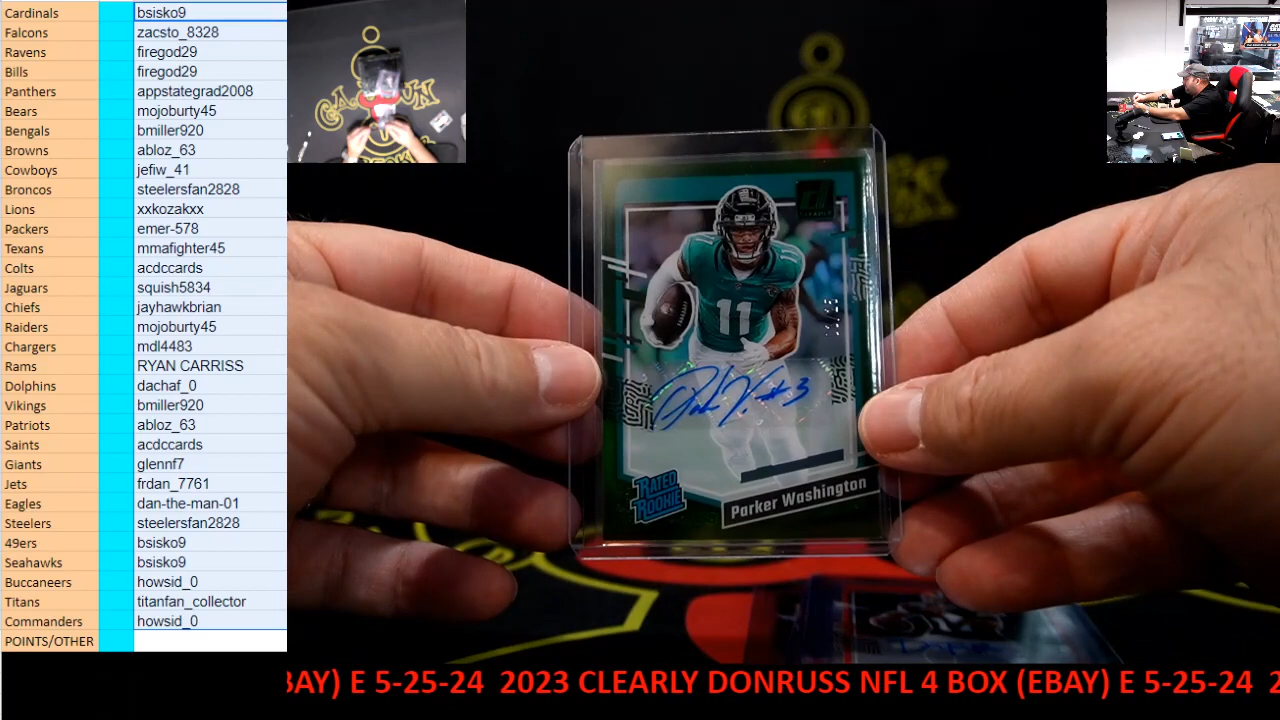 Cardinals bsisko9
Falcons zacsto_8328
Ravens firegod29
Bills firegod29
Panthers appstategrad2008
Bears mojoburty45
Bengals bmiller920
Browns abloz_63
Cowboys jefiw_41
Broncos steelersfan2828
Lions xxkozakxx
Packers emer-578
Texans mmafighter45
Colts acdccards
Jaguars squish5834
Chiefs jayhawkbrian
Raiders mojoburty45
Chargers mdl4483
Rams RYAN CARRISS
Dolphins dachaf_0
Vikings bmiller920
Patriots abloz_63
Saints acdccards
Giants glennf7
Jets frdan_7761
Eagles dan-the-man-01
Steelers steelersfan2828
49ers bsisko9
Seahawks bsisko9
Buccaneers howsid_0
Titans titanfan_collector
Commanders howsid_0
POINTS/OTHER
11
11
RATED
ROOKIE
Parker Washington
BAY) E 5-25-24 2023 CLEARLY DONRUSS NFL 4 BOX (EBAY) E 5-25-24 2